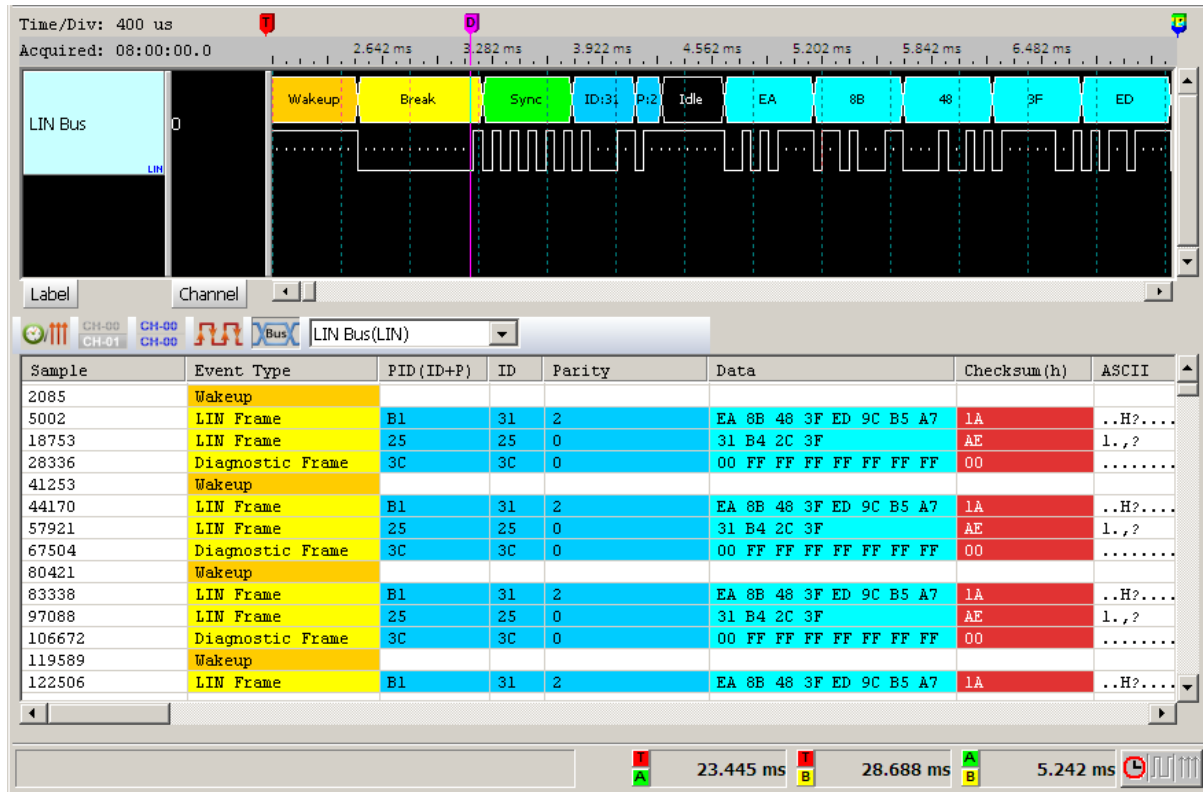 Time/Div: 400 us
T D B
Acquired: 08:00:00.0 2.642 ms 3.282 ms 3.922 ms 4.562 ms 5.202 ms 5.842 ms 6.482 ms
Wakeup Break Sync ID:31 P:2 Idle EA 8B 48 3F ED
LIN Bus 0
LIN
Label Channel
CH-00 CH-00 Bus LIN Bus(LIN)
CH-01 CH-00
Sample Event Type PID(ID+P) ID Parity Data Checksum(h) ASCII
2085 Wakeup
5002 LIN Frame B1 31 2 EA 8B 48 3F ED 9C B5 A7 1A ..H?....
18753 LIN Frame 25 25 0 31 B4 2C 3F AE 1.,?
28336 Diagnostic Frame 3C 3C 0 00 FF FF FF FF FF FF FF 00 ........
41253 Wakeup
44170 LIN Frame B1 31 2 EA 8B 48 3F ED 9C B5 A7 1A ..H?....
57921 LIN Frame 25 25 0 31 B4 2C 3F AE 1.,?
67504 Diagnostic Frame 3C 3C 0 00 FF FF FF FF FF FF FF 00 ........
80421 Wakeup
83338 LIN Frame B1 31 2 EA 8B 48 3F ED 9C B5 A7 1A ..H?....
97088 LIN Frame 25 25 0 31 B4 2C 3F AE 1.,?
106672 Diagnostic Frame 3C 3C 0 00 FF FF FF FF FF FF FF 00 ........
119589 Wakeup
122506 LIN Frame B1 31 2 EA 8B 48 3F ED 9C B5 A7 1A ..H?....
T A 23.445 ms T B 28.688 ms A B 5.242 ms